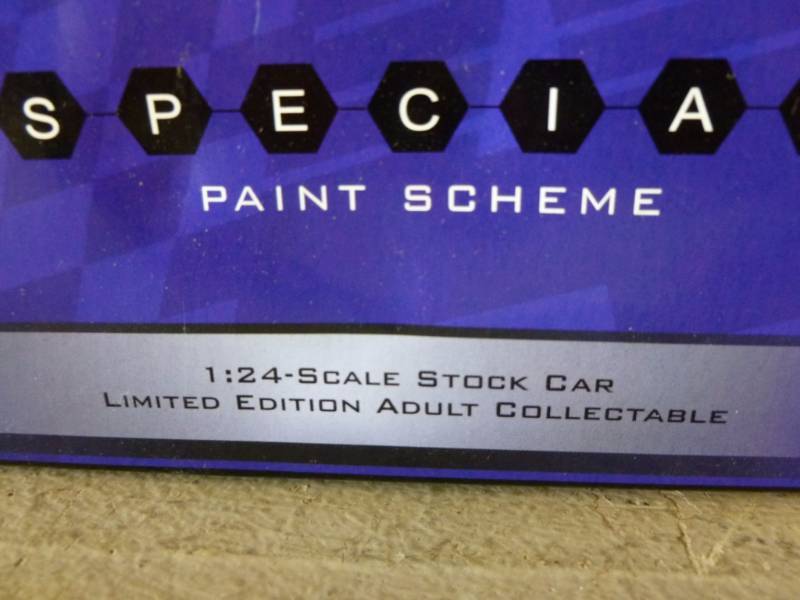 SPECIA
PAINT SCHEME
1:24-SCALE STOCK CAR
LIMITED EDITION ADULT COLLECTABLE